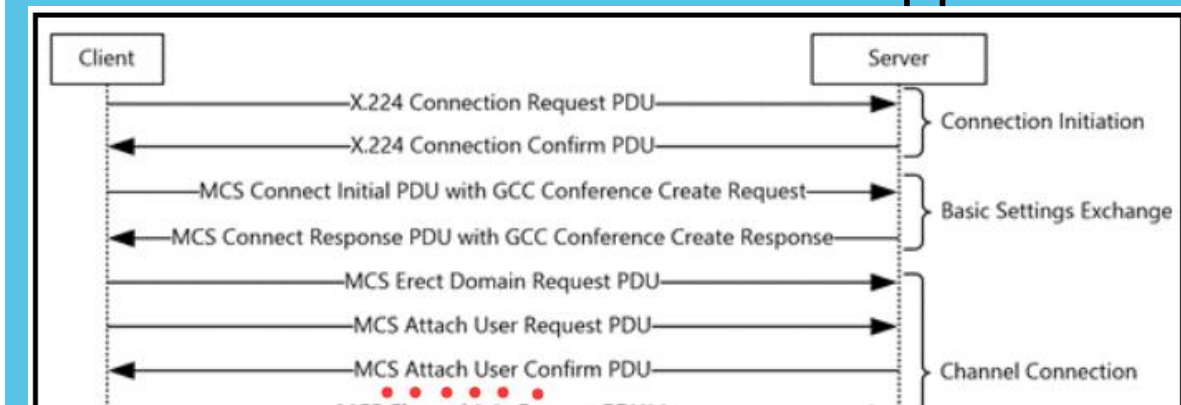 Client
Server
X.224 Connection Request PDU
Connection Initiation
X.224 Connection Confirm PDU
MCS Connect Initial PDU with GCC Conference Create Request
Basic Settings Exchange
MCS Connect Response PDU with GCC Conference Create Response
MCS Erect Domain Request PDU
MCS Attach User Request PDU
MCS Attach User Confirm PDU
Channel Connection